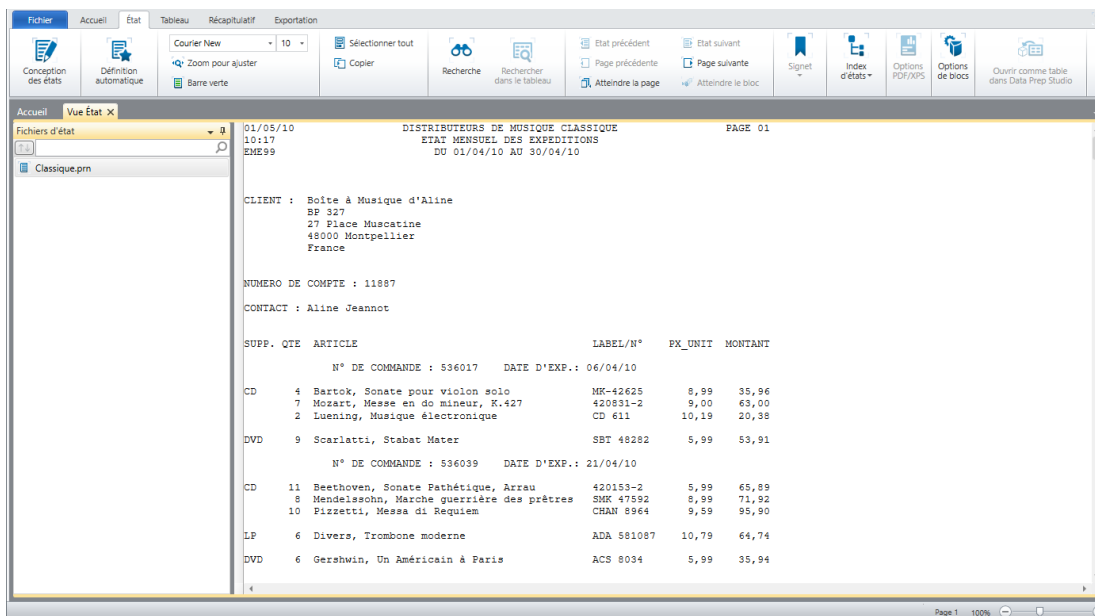 Fichier Accueil État Tableau Récapitulatif Exportation
Conception des états
Définition automatique
Courier New 10
Zoom pour ajuster
Barre verte
Sélectionner tout
Copier
Recherche
Rechercher dans le tableau
Etat précédent
Page précédente
Atteindre la page
Etat suivant
Page suivante
Atteindre le bloc
Signet
Index d'états
Options PDF/XPS
Options de blocs
Ouvrir comme table dans Data Prep Studio
Accueil Vue État
Fichiers d'état
Classique.prn
01/05/10 DISTRIBUTEURS DE MUSIQUE CLASSIQUE PAGE 01
10:17 ETAT MENSUEL DES EXPEDITIONS
EME99 DU 01/04/10 AU 30/04/10
CLIENT : Boîte à Musique d'Aline
BP 327
27 Place Muscatine
48000 Montpellier
France
NUMERO DE COMPTE : 11887
CONTACT : Aline Jeannot
SUPP. QTE ARTICLE LABEL/N° PX_UNIT MONTANT
N° DE COMMANDE : 536017 DATE D'EXP.: 06/04/10
CD 4 Bartok, Sonate pour violon solo MK-42625 8,99 35,96
7 Mozart, Messe en do mineur, K.427 420831-2 9,00 63,00
2 Luening, Musique électronique CD 611 10,19 20,38
DVD 9 Scarlatti, Stabat Mater SBT 48282 5,99 53,91
N° DE COMMANDE : 536039 DATE D'EXP.: 21/04/10
CD 11 Beethoven, Sonate Pathétique, Arrau 420153-2 5,99 65,89
8 Mendelssohn, Marche guerrière des prêtres SMK 47592 8,99 71,92
10 Pizzetti, Messa di Requiem CHAN 8964 9,59 95,90
LP 6 Divers, Trombone moderne ADA 581087 10,79 64,74
DVD 6 Gershwin, Un Américain à Paris ACS 8034 5,99 35,94
Page 1 100%